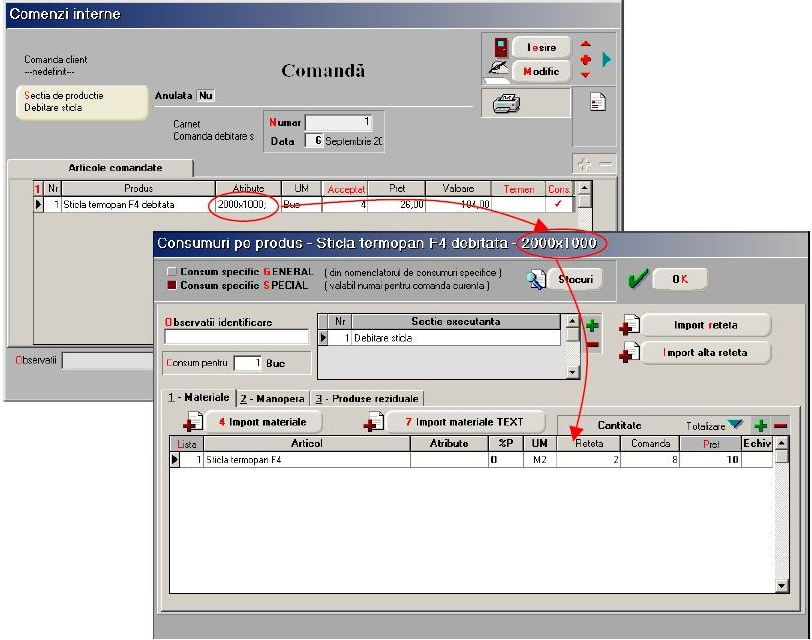 Comenzi interne
Comanda client
---nedefinit---
Comandă
Iesire
Modific
Sectia de productie
Debitare sticla
Anulata Nu
Carnet
Comanda debitare s
Numar 1
Data 6 Septembrie 20
Articole comandate
1 Nr Produs Atribute UM Acceptat Pret Valoare Termen Cons.
1 Sticla termopan F4 debitata 2000x1000; Buc 4 26,00 104,00
Observatii
Consumuri pe produs - Sticla termopan F4 debitata - 2000x1000
Consum specific GENERAL ( din nomenclatorul de consumuri specifice )
Consum specific SPECIAL ( valabil numai pentru comanda curenta )
Stocuri
OK
Observatii identificare
Nr Sectie executanta
1 Debitare sticla
Import reteta
Import alta reteta
Consum pentru 1 Buc
1 - Materiale 2 - Manopera 3 - Produse reziduale
4 Import materiale 7 Import materiale TEXT Cantitate Totalizare
Lista Articol Atribute %P UM Reteta Comanda Pret Echiv
1 Sticla termopan F4 0 M2 2 8 10